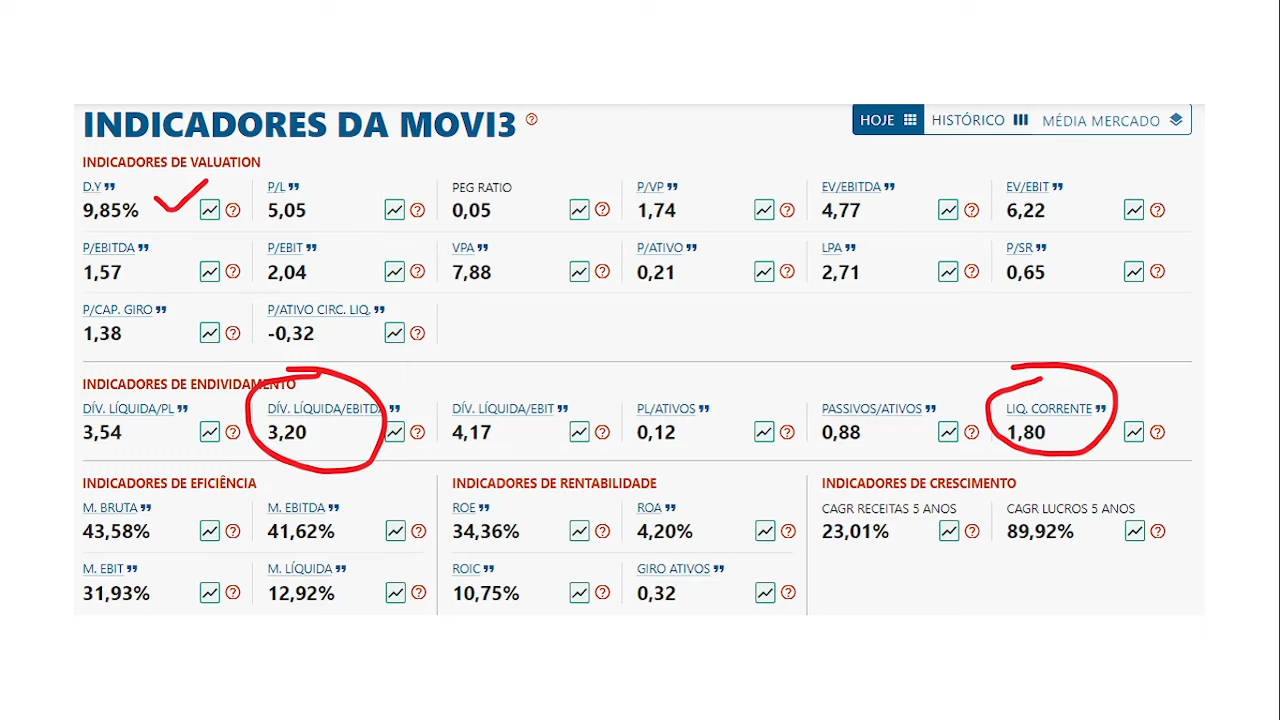 INDICADORES DA MOVI3
HOJE HISTÓRICO MÉDIA MERCADO
INDICADORES DE VALUATION
D.Y P/L PEG RATIO P/VP EV/EBITDA EV/EBIT
9,85% 5,05 0,05 1,74 4,77 6,22
P/EBITDA P/EBIT VPA P/ATIVO LPA P/SR
1,57 2,04 7,88 0,21 2,71 0,65
P/CAP. GIRO P/ATIVO CIRC. LIQ.
1,38 -0,32
INDICADORES DE ENDIVIDAMENTO
DÍV. LÍQUIDA/PL DÍV. LÍQUIDA/EBITDA DÍV. LÍQUIDA/EBIT PL/ATIVOS PASSIVOS/ATIVOS LIQ. CORRENTE
3,54 3,20 4,17 0,12 0,88 1,80
INDICADORES DE EFICIÊNCIA INDICADORES DE RENTABILIDADE INDICADORES DE CRESCIMENTO
M. BRUTA M. EBITDA ROE ROA CAGR RECEITAS 5 ANOS CAGR LUCROS 5 ANOS
43,58% 41,62% 34,36% 4,20% 23,01% 89,92%
M. EBIT M. LÍQUIDA ROIC GIRO ATIVOS
31,93% 12,92% 10,75% 0,32